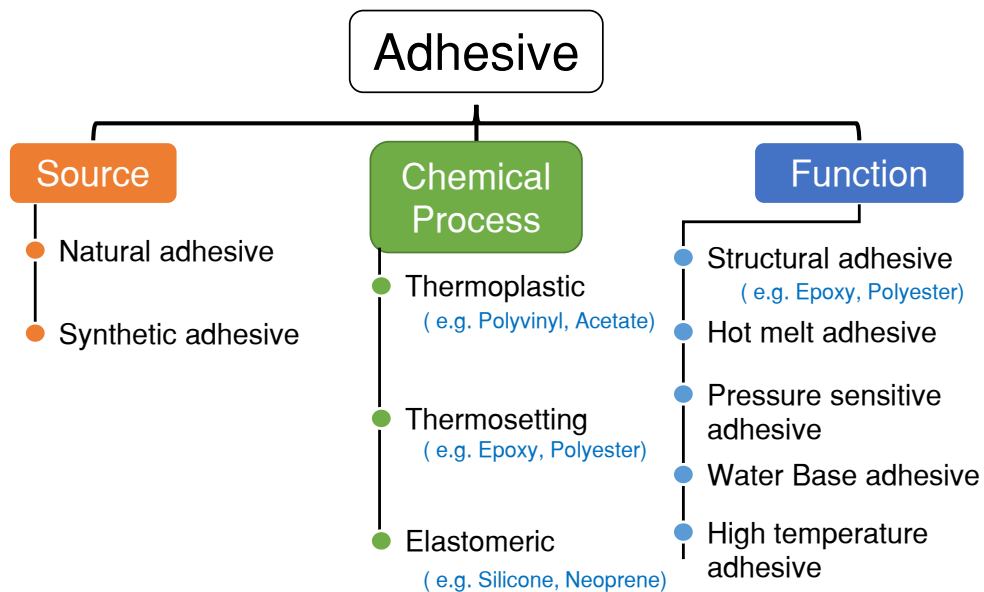 Adhesive
Source
Natural adhesive
Synthetic adhesive
Chemical
Process
Thermoplastic
( e.g. Polyvinyl, Acetate)
Thermosetting
( e.g. Epoxy, Polyester)
Elastomeric
( e.g. Silicone, Neoprene)
Function
Structural adhesive
( e.g. Epoxy, Polyester)
Hot melt adhesive
Pressure sensitive
adhesive
Water Base adhesive
High temperature
adhesive